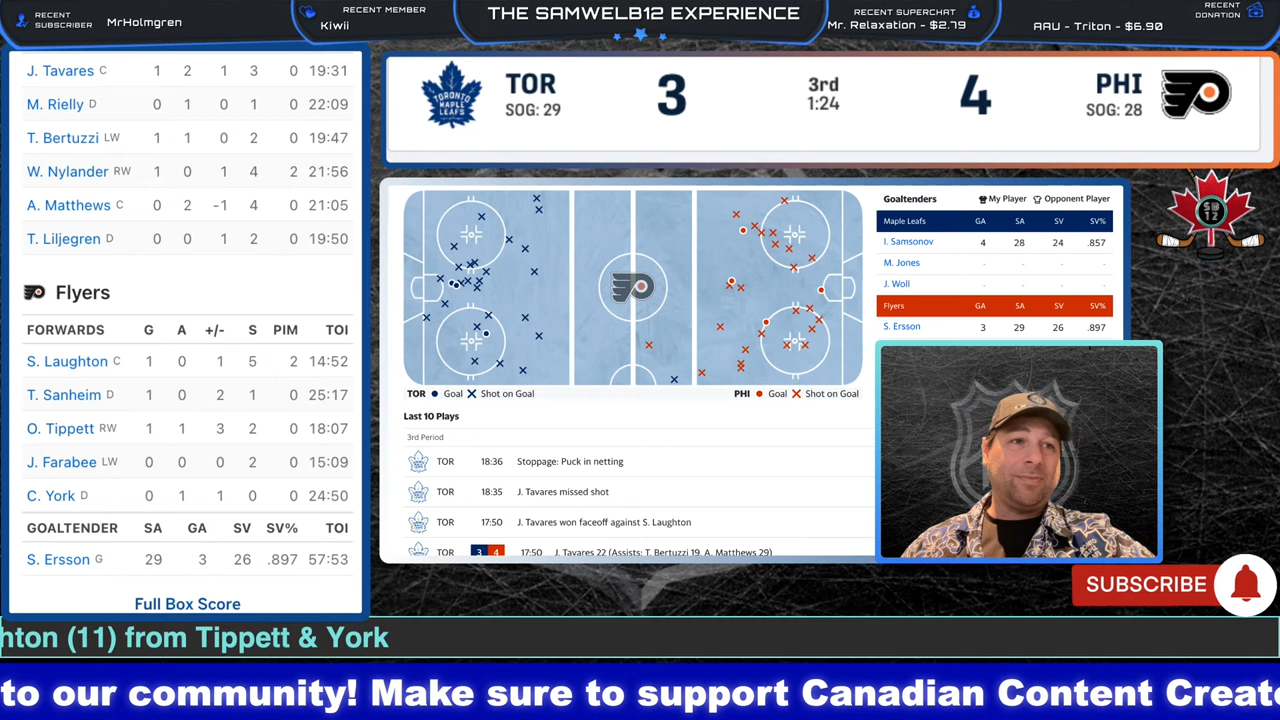 RECENT SUBSCRIBER
MrHolmgren
RECENT MEMBER
Kiwii
THE SAMWELB12 EXPERIENCE
RECENT SUPERCHAT
Mr. Relaxation - $2.79
RECENT DONATION
AAU - Triton - $6.90
J. Tavares C 1 2 1 3 0 19:31
M. Rielly D 0 1 0 1 0 22:09
T. Bertuzzi LW 1 1 0 2 0 19:47
W. Nylander RW 1 0 1 4 2 21:56
A. Matthews C 0 2 -1 4 0 21:05
T. Liljegren D 0 0 1 2 0 19:50
Flyers
FORWARDS G A +/- S PIM TOI
S. Laughton C 1 0 1 5 2 14:52
T. Sanheim D 1 0 2 1 0 25:17
O. Tippett RW 1 1 3 2 0 18:07
J. Farabee LW 0 0 0 2 0 15:09
C. York D 0 1 1 0 0 24:50
GOALTENDER SA GA SV SV% TOI
S. Ersson G 29 3 26 .897 57:53
Full Box Score
TORONTO MAPLE LEAFS
TOR
SOG: 29
3
3rd
1:24
4
PHI
SOG: 28
SB
12
TOR Goal Shot on Goal
PHI Goal Shot on Goal
Goaltenders My Player Opponent Player
Maple Leafs GA SA SV SV%
I. Samsonov 4 28 24 .857
M. Jones - - - -
J. Woll - - - -
Flyers GA SA SV SV%
S. Ersson 3 29 26 .897
Last 10 Plays
3rd Period
TOR 18:36 Stoppage: Puck in netting
TOR 18:35 J. Tavares missed shot
TOR 17:50 J. Tavares won faceoff against S. Laughton
TOR 3 4 17:50 J. Tavares 22 (Assists: T. Bertuzzi 19, A. Matthews 29)
SUBSCRIBE
hton (11) from Tippett & York
to our community! Make sure to support Canadian Content Create